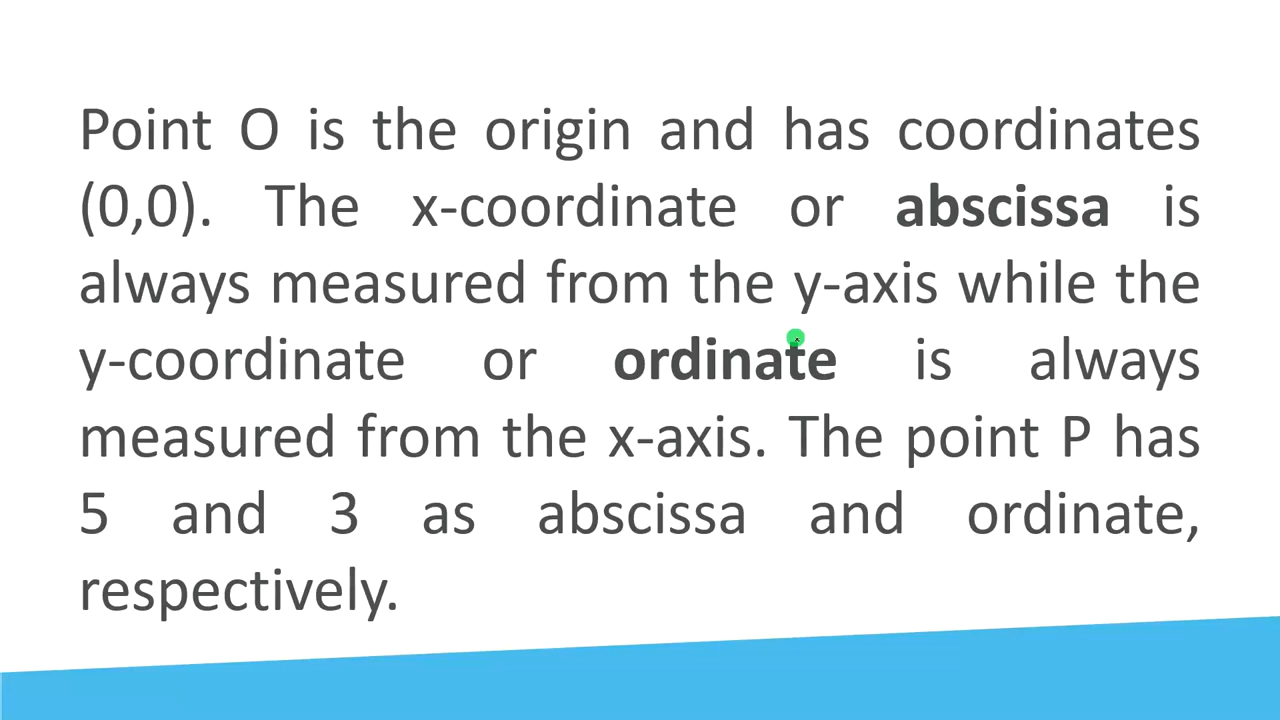 Point O is the origin and has coordinates
(0,0). The x-coordinate or abscissa is
always measured from the y-axis while the
y-coordinate or ordinate is always
measured from the x-axis. The point P has
5 and 3 as abscissa and ordinate,
respectively.